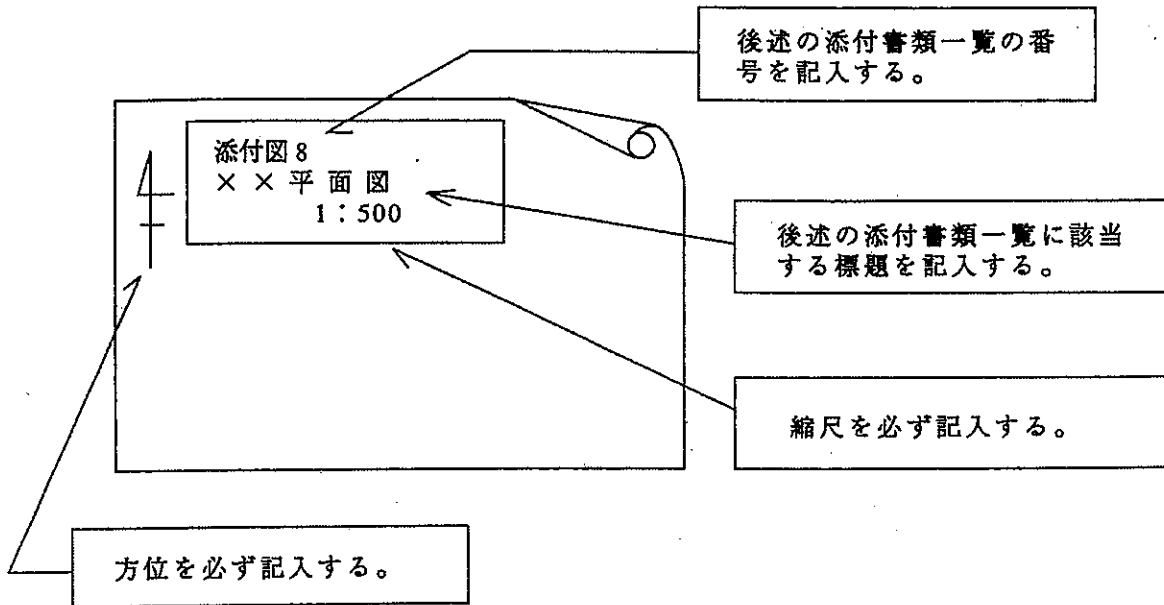 後述の添付書類一覧の番
号を記入する。
添付図8
××平面図
1:500
後述の添付書類一覧に該当
する標題を記入する。
縮尺を必ず記入する。
方位を必ず記入する。